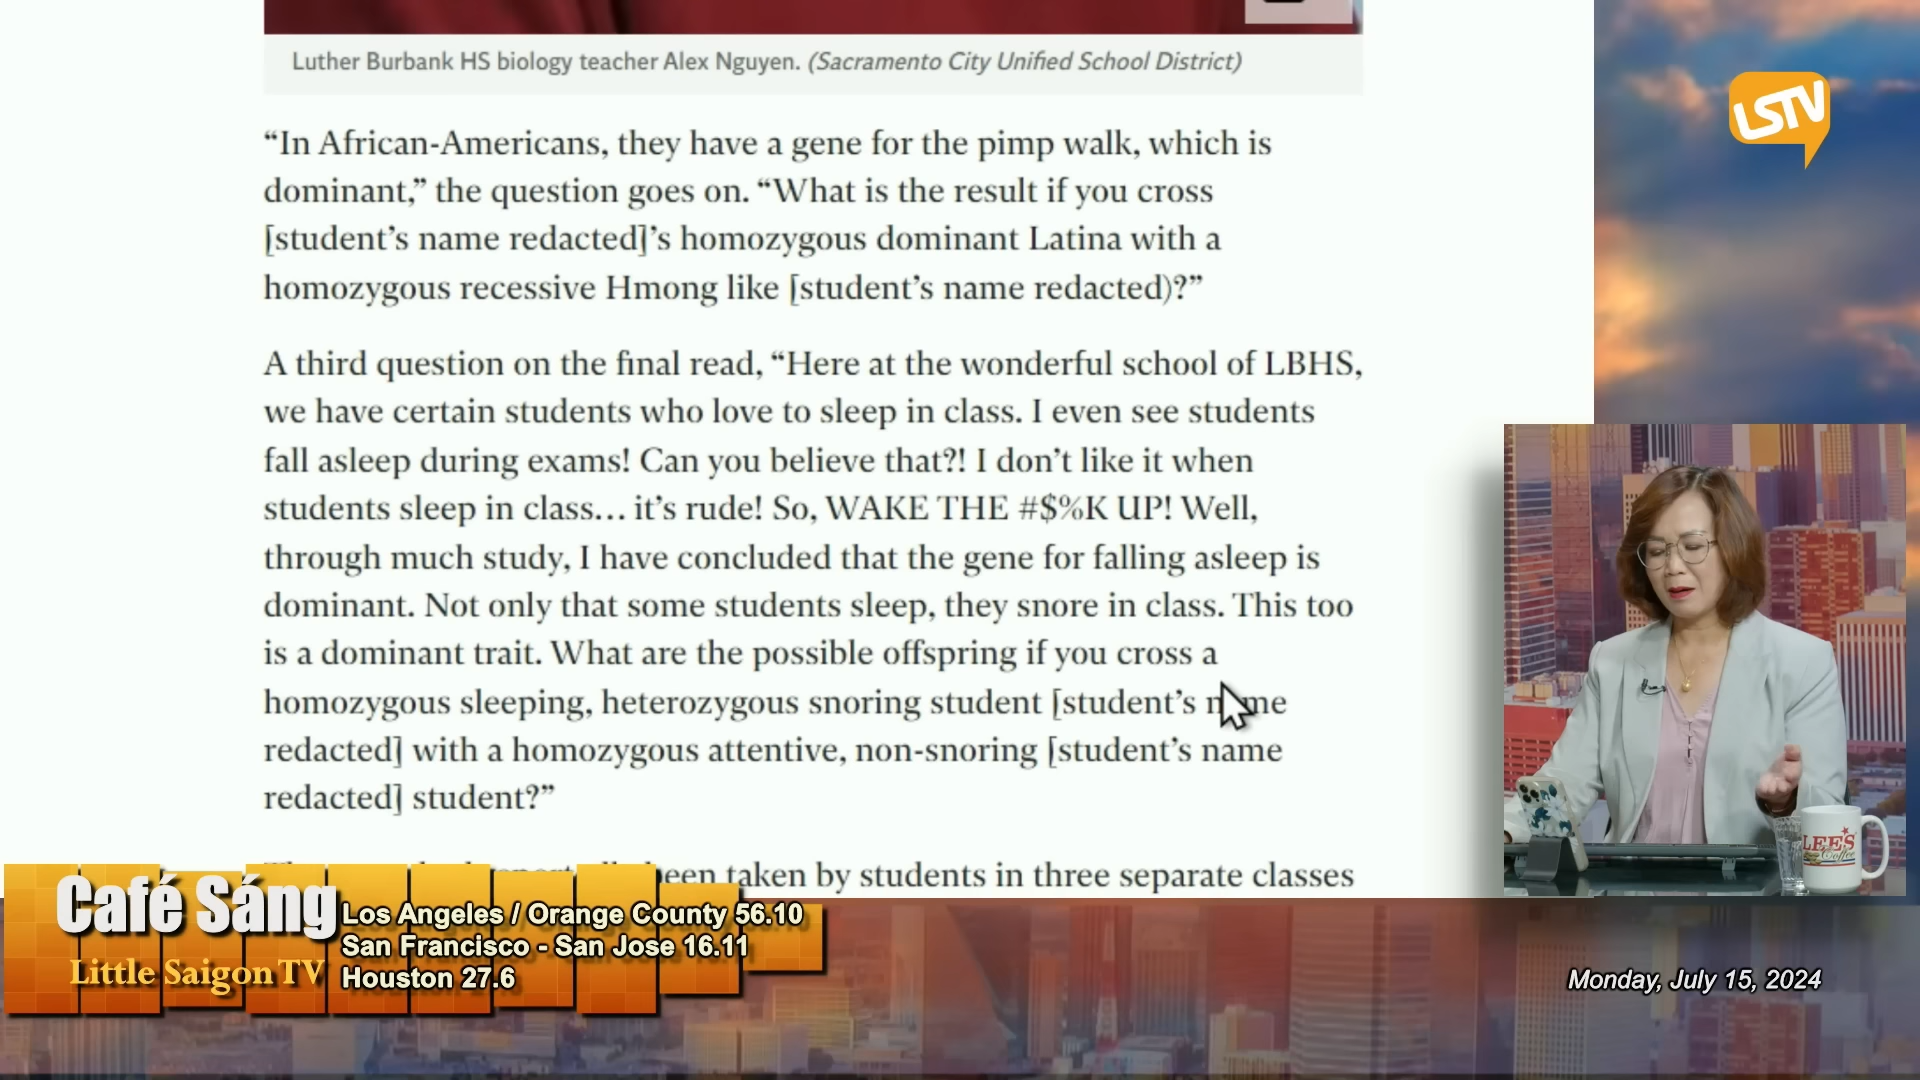 Luther Burbank HS biology teacher Alex Nguyen. (Sacramento City Unified School District)
“In African-Americans, they have a gene for the pimp walk, which is
dominant,” the question goes on. “What is the result if you cross
[student’s name redacted]’s homozygous dominant Latina with a
homozygous recessive Hmong like [student’s name redacted)?”
A third question on the final read, “Here at the wonderful school of LBHS,
we have certain students who love to sleep in class. I even see students
fall asleep during exams! Can you believe that?! I don’t like it when
students sleep in class… it’s rude! So, WAKE THE #$%K UP! Well,
through much study, I have concluded that the gene for falling asleep is
dominant. Not only that some students sleep, they snore in class. This too
is a dominant trait. What are the possible offspring if you cross a
homozygous sleeping, heterozygous snoring student [student’s name
redacted] with a homozygous attentive, non-snoring [student’s name
redacted] student?”
been taken by students in three separate classes
LSTV
LEE'S
Coffee
Café Sáng
Little Saigon TV
Los Angeles / Orange County 56.10
San Francisco - San Jose 16.11
Houston 27.6
Monday, July 15, 2024